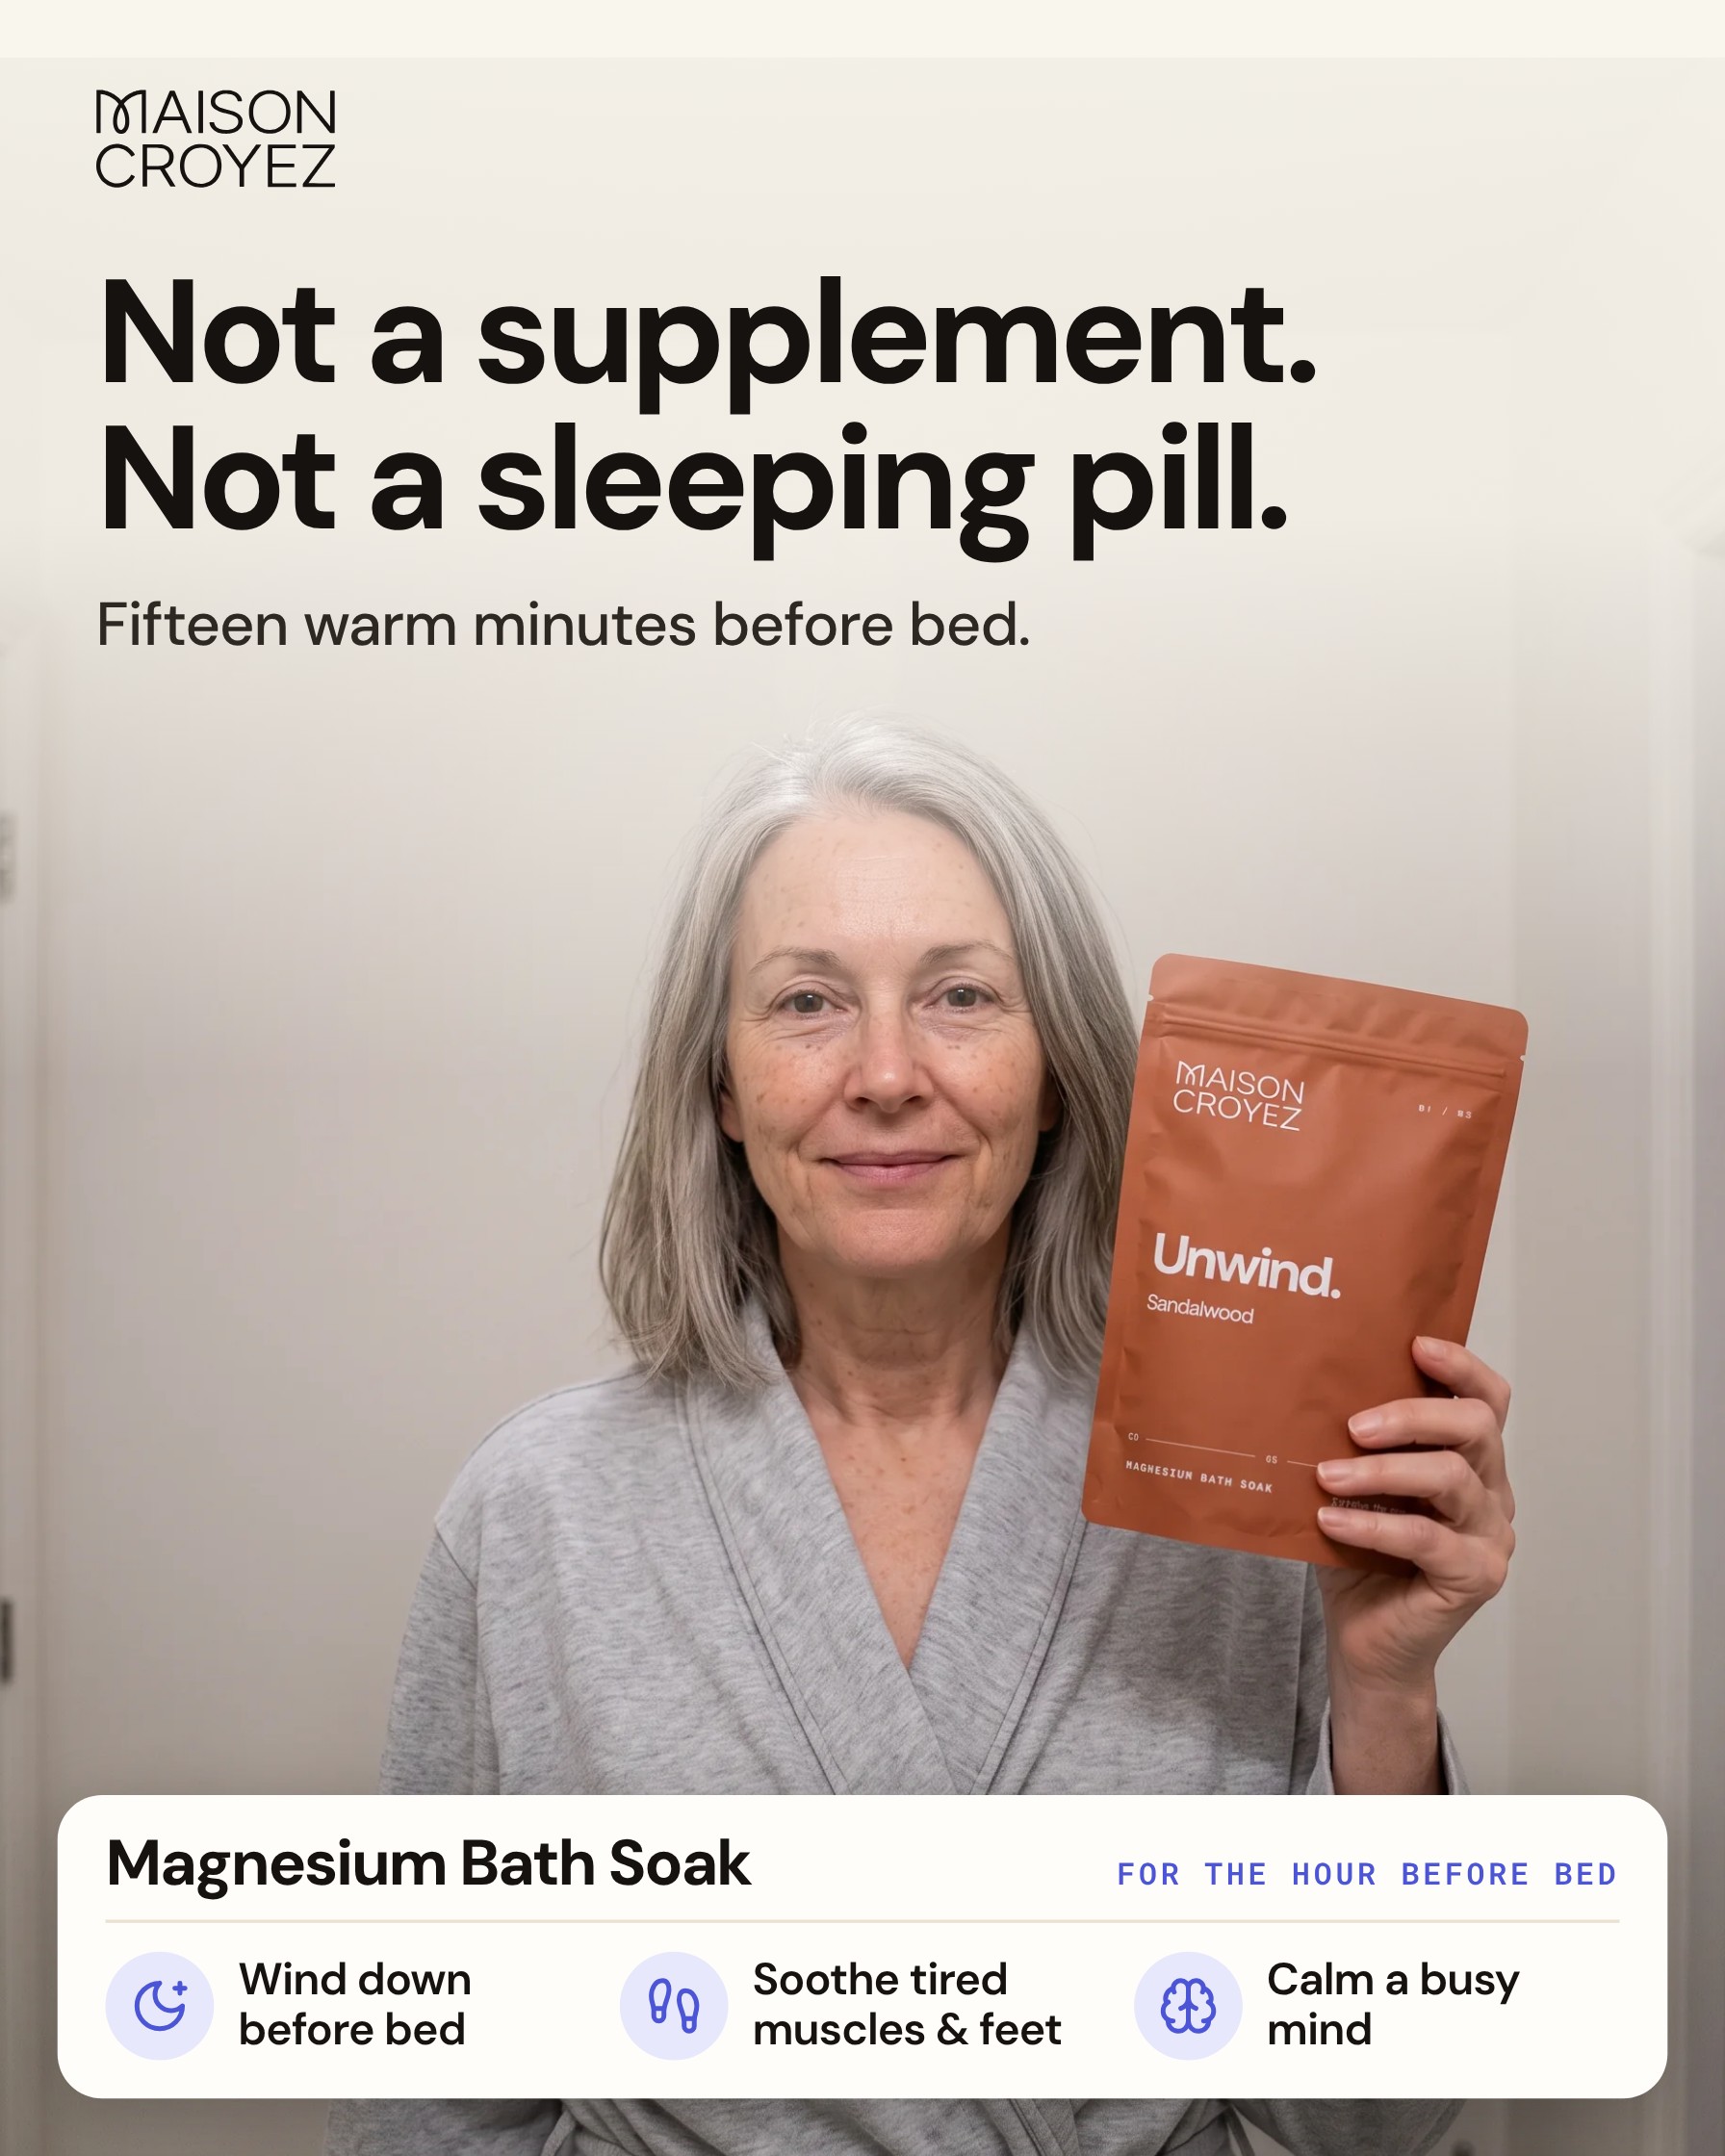 MAISON
CROYEZ
Not a supplement.
Not a sleeping pill.
Fifteen warm minutes before bed.
MAISON
CROYEZ
Unwind.
Sandalwood
CO
GS
MAGNESIUM BATH SOAK
Magnesium Bath Soak
FOR THE HOUR BEFORE BED
Wind down
before bed
Soothe tired
muscles & feet
Calm a busy
mind